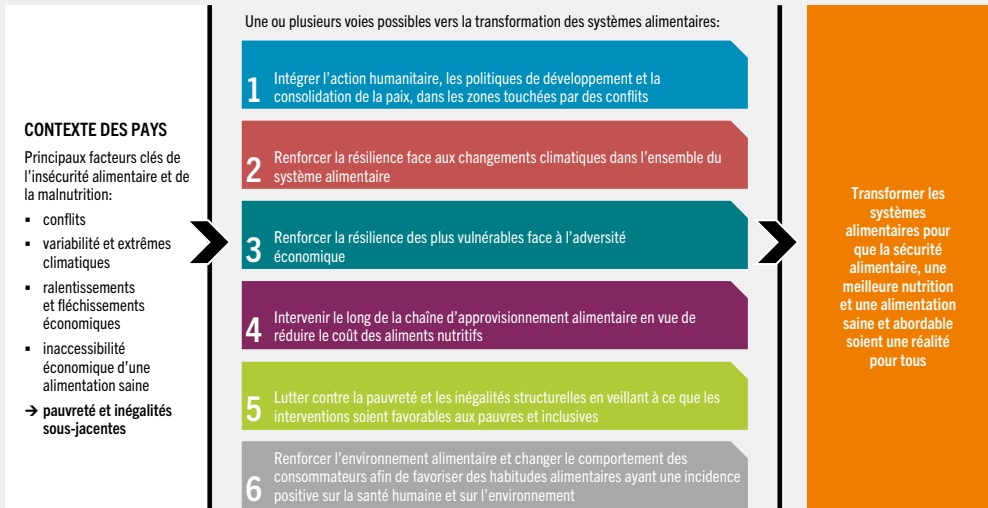 Une ou plusieurs voies possibles vers la transformation des systèmes alimentaires:
CONTEXTE DES PAYS
Principaux facteurs clés de
l’insécurité alimentaire et de
la malnutrition:
▪ conflits
▪ variabilité et extrêmes
climatiques
▪ ralentissements
et fléchissements
économiques
▪ inaccessibilité
économique d’une
alimentation saine
→ pauvreté et inégalités
sous-jacentes
1 Intégrer l’action humanitaire, les politiques de développement et la
consolidation de la paix, dans les zones touchées par des conflits
2 Renforcer la résilience face aux changements climatiques dans l’ensemble du
système alimentaire
3 Renforcer la résilience des plus vulnérables face à l’adversité
économique
4 Intervenir le long de la chaîne d’approvisionnement alimentaire en vue de
réduire le coût des aliments nutritifs
5 Lutter contre la pauvreté et les inégalités structurelles en veillant à ce que les
interventions soient favorables aux pauvres et inclusives
6 Renforcer l’environnement alimentaire et changer le comportement des
consommateurs afin de favoriser des habitudes alimentaires ayant une incidence
positive sur la santé humaine et sur l’environnement
Transformer les
systèmes
alimentaires pour
que la sécurité
alimentaire, une
meilleure nutrition
et une alimentation
saine et abordable
soient une réalité
pour tous